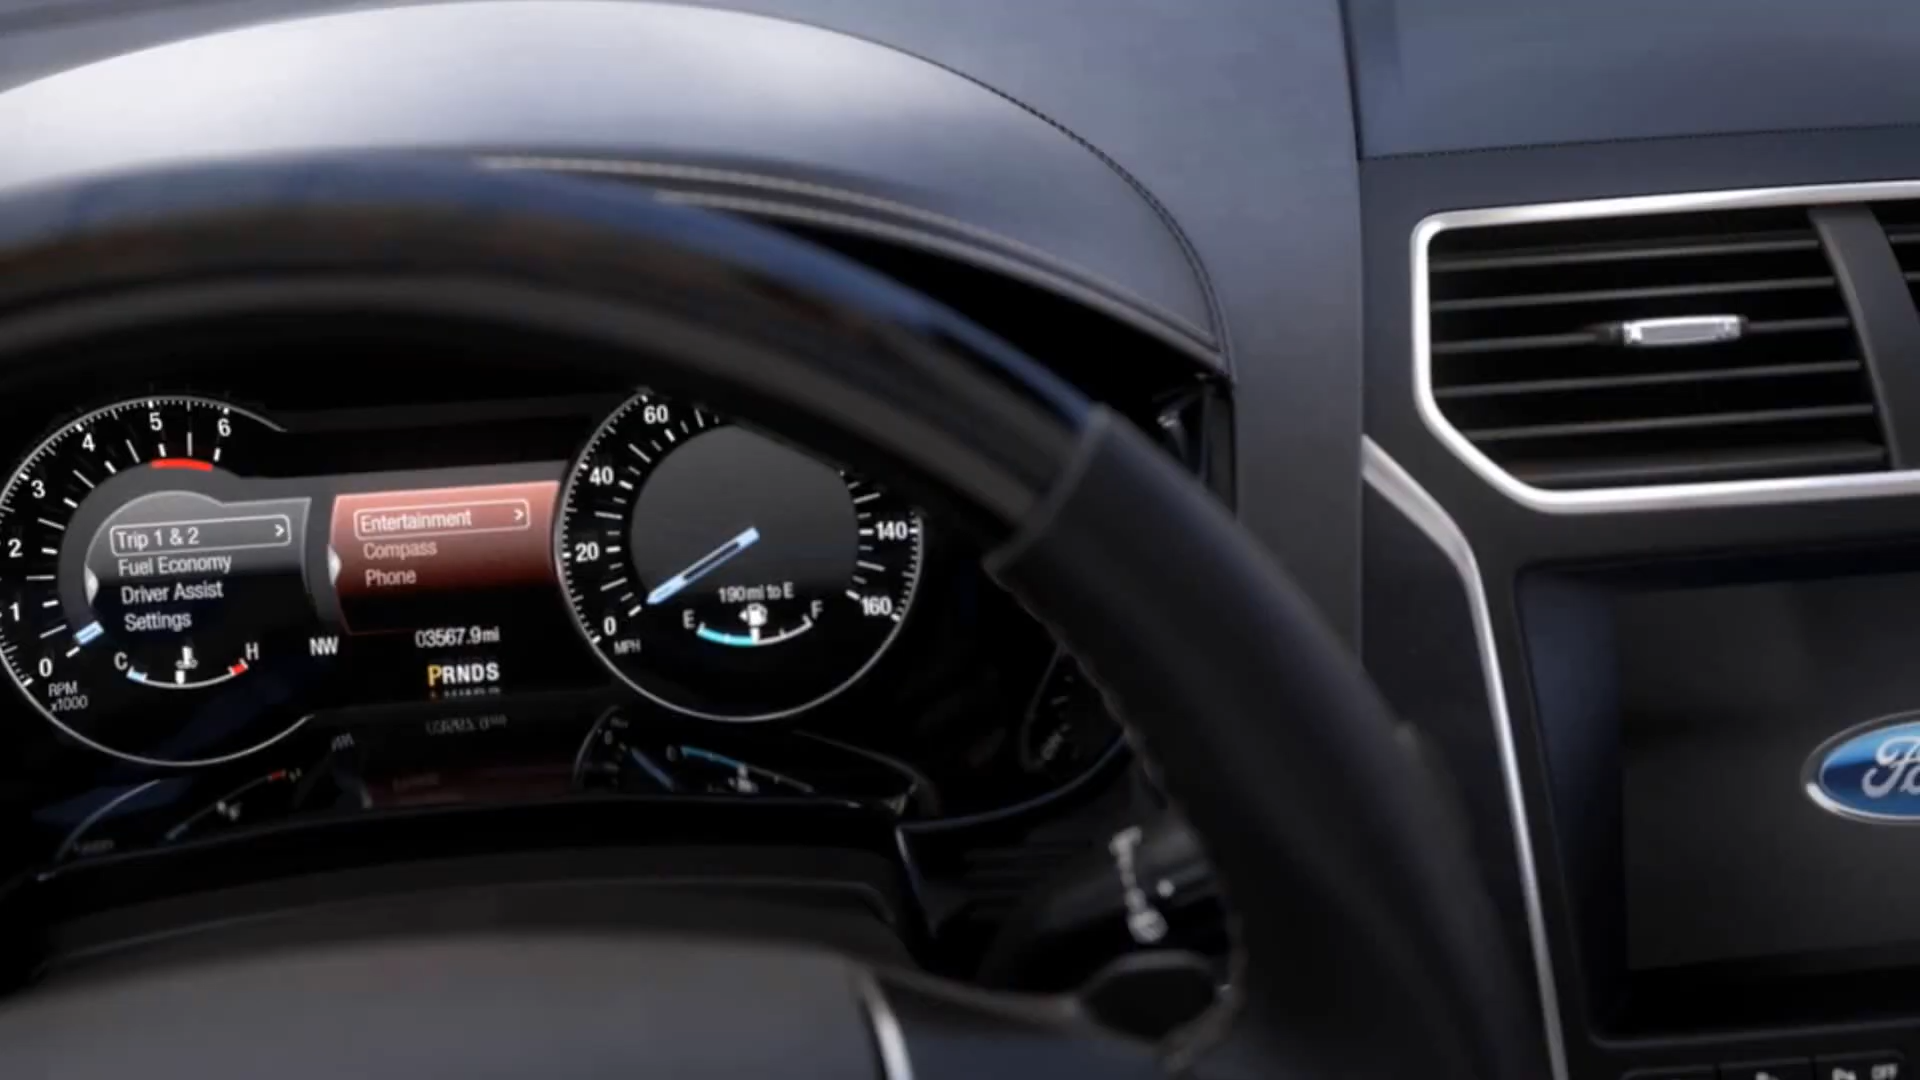 6
5
4
3
2
1
0
RPM
x1000
Trip 1 & 2 >
Fuel Economy
Driver Assist
Settings
C H
NW
Entertainment >
Compass
Phone
03567.9mi
PRNDS
60
40
20
0
MPH
140
160
190mi to E
E F
OFF